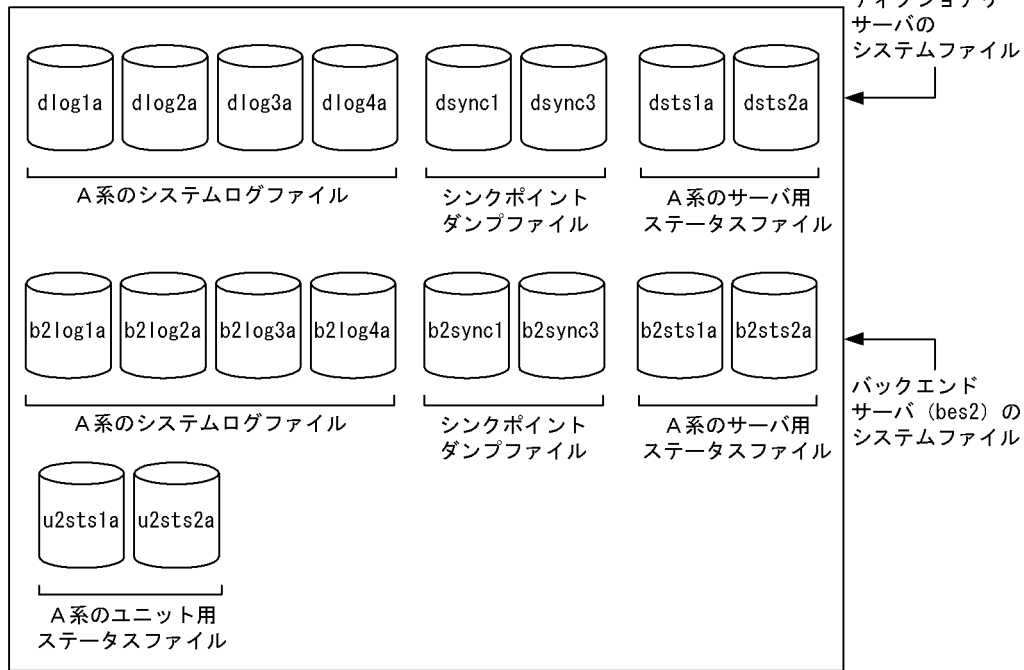 ディクショナリ
サーバの
システムファイル
dlog1a dlog2a dlog3a dlog4a dsync1 dsync3 dsts1a dsts2a
A系のシステムログファイル
シンクポイント
ダンプファイル
A系のサーバ用
ステータスファイル
b2log1a b2log2a b2log3a b2log4a b2sync1 b2sync3 b2sts1a b2sts2a
A系のシステムログファイル
シンクポイント
ダンプファイル
A系のサーバ用
ステータスファイル
バックエンド
サーバ（bes2）の
システムファイル
u2sts1a u2sts2a
A系のユニット用
ステータスファイル